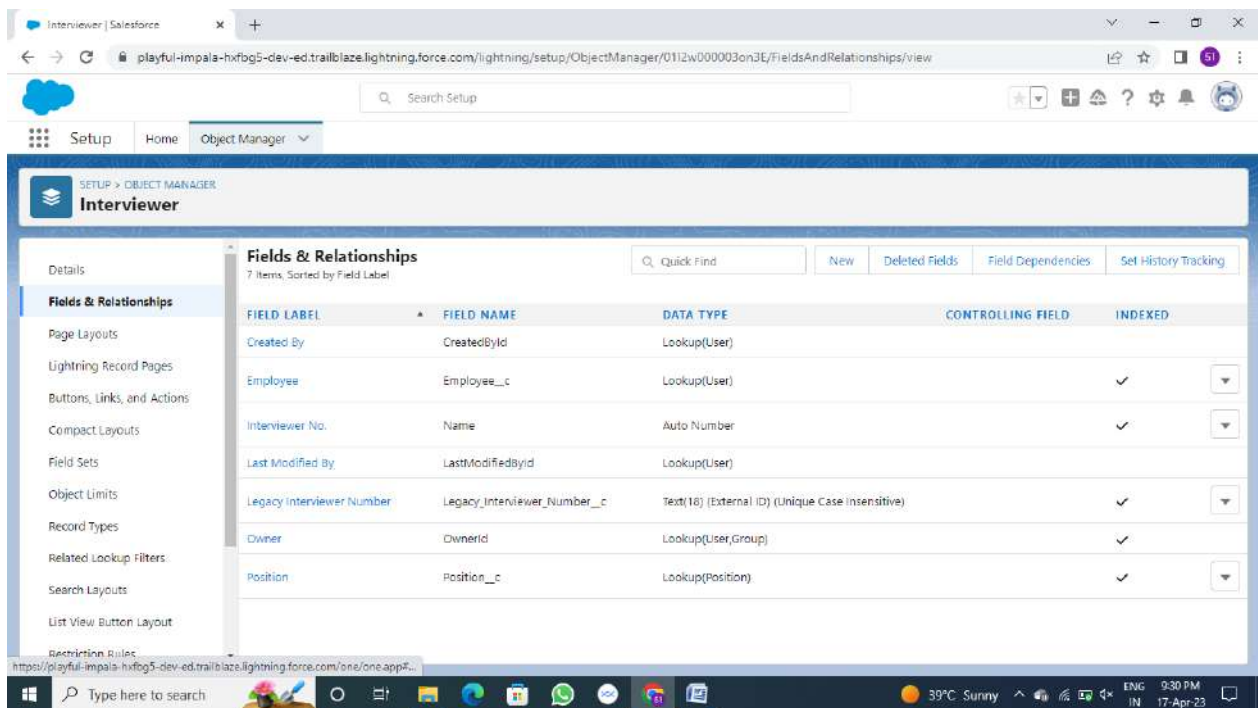 Interviewer | Salesforce
playful-impala-hxfbg5-dev-ed.trailblaze.lightning.force.com/lightning/setup/ObjectManager/01I2w000003on3E/FieldsAndRelationships/view
51
Search Setup
Setup Home Object Manager
SETUP > OBJECT MANAGER
Interviewer
Details
Fields & Relationships
Page Layouts
Lightning Record Pages
Buttons, Links, and Actions
Compact Layouts
Field Sets
Object Limits
Record Types
Related Lookup Filters
Search Layouts
List View Button Layout
Restriction Rules
Fields & Relationships
7 Items, Sorted by Field Label
Quick Find New Deleted Fields Field Dependencies Set History Tracking
FIELD LABEL FIELD NAME DATA TYPE CONTROLLING FIELD INDEXED
Created By CreatedById Lookup(User)
Employee Employee__c Lookup(User)
Interviewer No. Name Auto Number
Last Modified By LastModifiedById Lookup(User)
Legacy Interviewer Number Legacy_Interviewer_Number__c Text(18) (External ID) (Unique Case Insensitive)
Owner OwnerId Lookup(User,Group)
Position Position__c Lookup(Position)
https://playful-impala-hxfbg5-dev-ed.trailblaze.lightning.force.com/one/one.app#...
Type here to search 39°C Sunny ENG 9:30 PM
IN 17-Apr-23